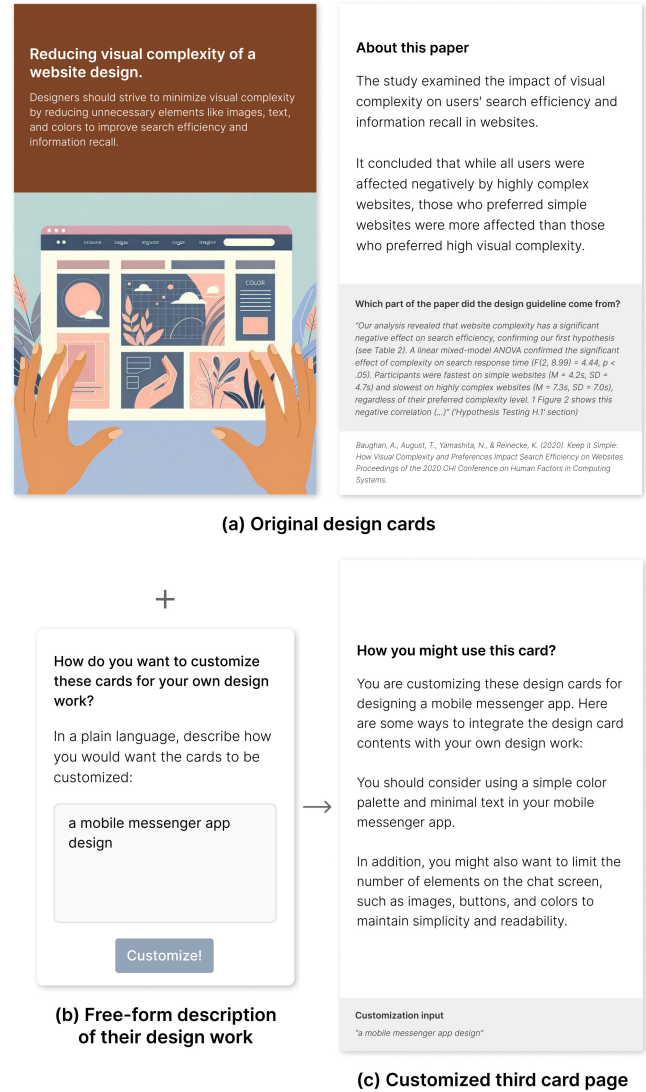 Reducing visual complexity of a
website design.
Designers should strive to minimize visual complexity
by reducing unnecessary elements like images, text,
and colors to improve search efficiency and
information recall.
COLOR
About this paper
The study examined the impact of visual
complexity on users' search efficiency and
information recall in websites.
It concluded that while all users were
affected negatively by highly complex
websites, those who preferred simple
websites were more affected than those
who preferred high visual complexity.
Which part of the paper did the design guideline come from?
"Our analysis revealed that website complexity has a significant
negative effect on search efficiency, confirming our first hypothesis
(see Table 2). A linear mixed-model ANOVA confirmed the significant
effect of complexity on search response time (F(2, 8.99) = 4.44, p <
.05). Participants were fastest on simple websites (M = 4.2s, SD =
4.7s) and slowest on highly complex websites (M = 7.3s, SD = 7.0s),
regardless of their preferred complexity level. 1 Figure 2 shows this
negative correlation (...)" ('Hypothesis Testing H.1' section)
Baughan, A., August, T., Yamashita, N., & Reinecke, K. (2020). Keep it Simple:
How Visual Complexity and Preferences Impact Search Efficiency on Websites.
Proceedings of the 2020 CHI Conference on Human Factors in Computing
Systems.
(a) Original design cards
+
How do you want to customize
these cards for your own design
work?
In a plain language, describe how
you would want the cards to be
customized:
a mobile messenger app
design
Customize!
(b) Free-form description
of their design work
How you might use this card?
You are customizing these design cards for
designing a mobile messenger app. Here
are some ways to integrate the design card
contents with your own design work:
You should consider using a simple color
palette and minimal text in your mobile
messenger app.
In addition, you might also want to limit the
number of elements on the chat screen,
such as images, buttons, and colors to
maintain simplicity and readability.
Customization input
"a mobile messenger app design"
(c) Customized third card page